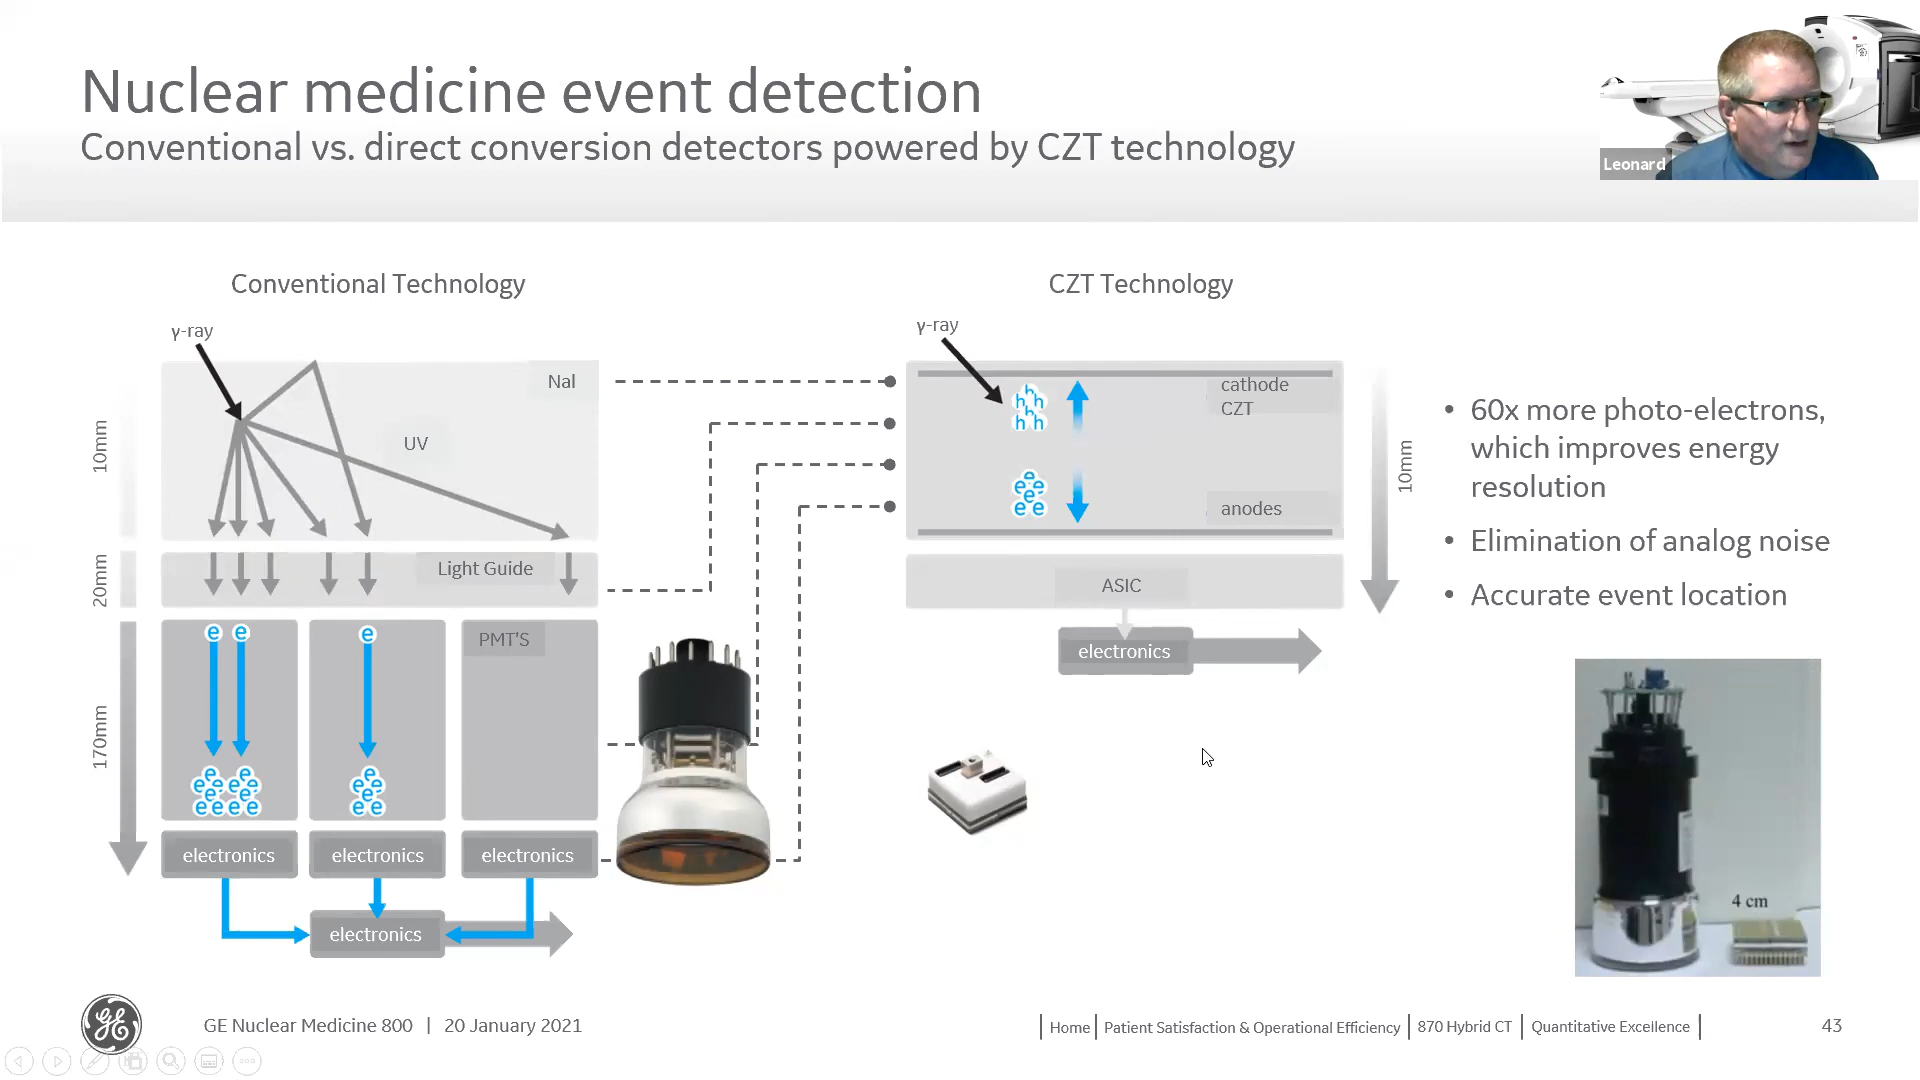 Nuclear medicine event detection
Conventional vs. direct conversion detectors powered by CZT technology
Leonard
Conventional Technology
γ-ray
NaI
UV
10mm
Light Guide
20mm
e e
e
PMT'S
170mm
e e e e e e e e e
e e e e e
electronics
electronics
electronics
electronics
CZT Technology
γ-ray
h h h h h
cathode
CZT
e e e e e e
anodes
ASIC
electronics
10mm
• 60x more photo-electrons,
which improves energy
resolution
• Elimination of analog noise
• Accurate event location
4 cm
GE
GE Nuclear Medicine 800 | 20 January 2021
Home | Patient Satisfaction & Operational Efficiency | 870 Hybrid CT | Quantitative Excellence
43